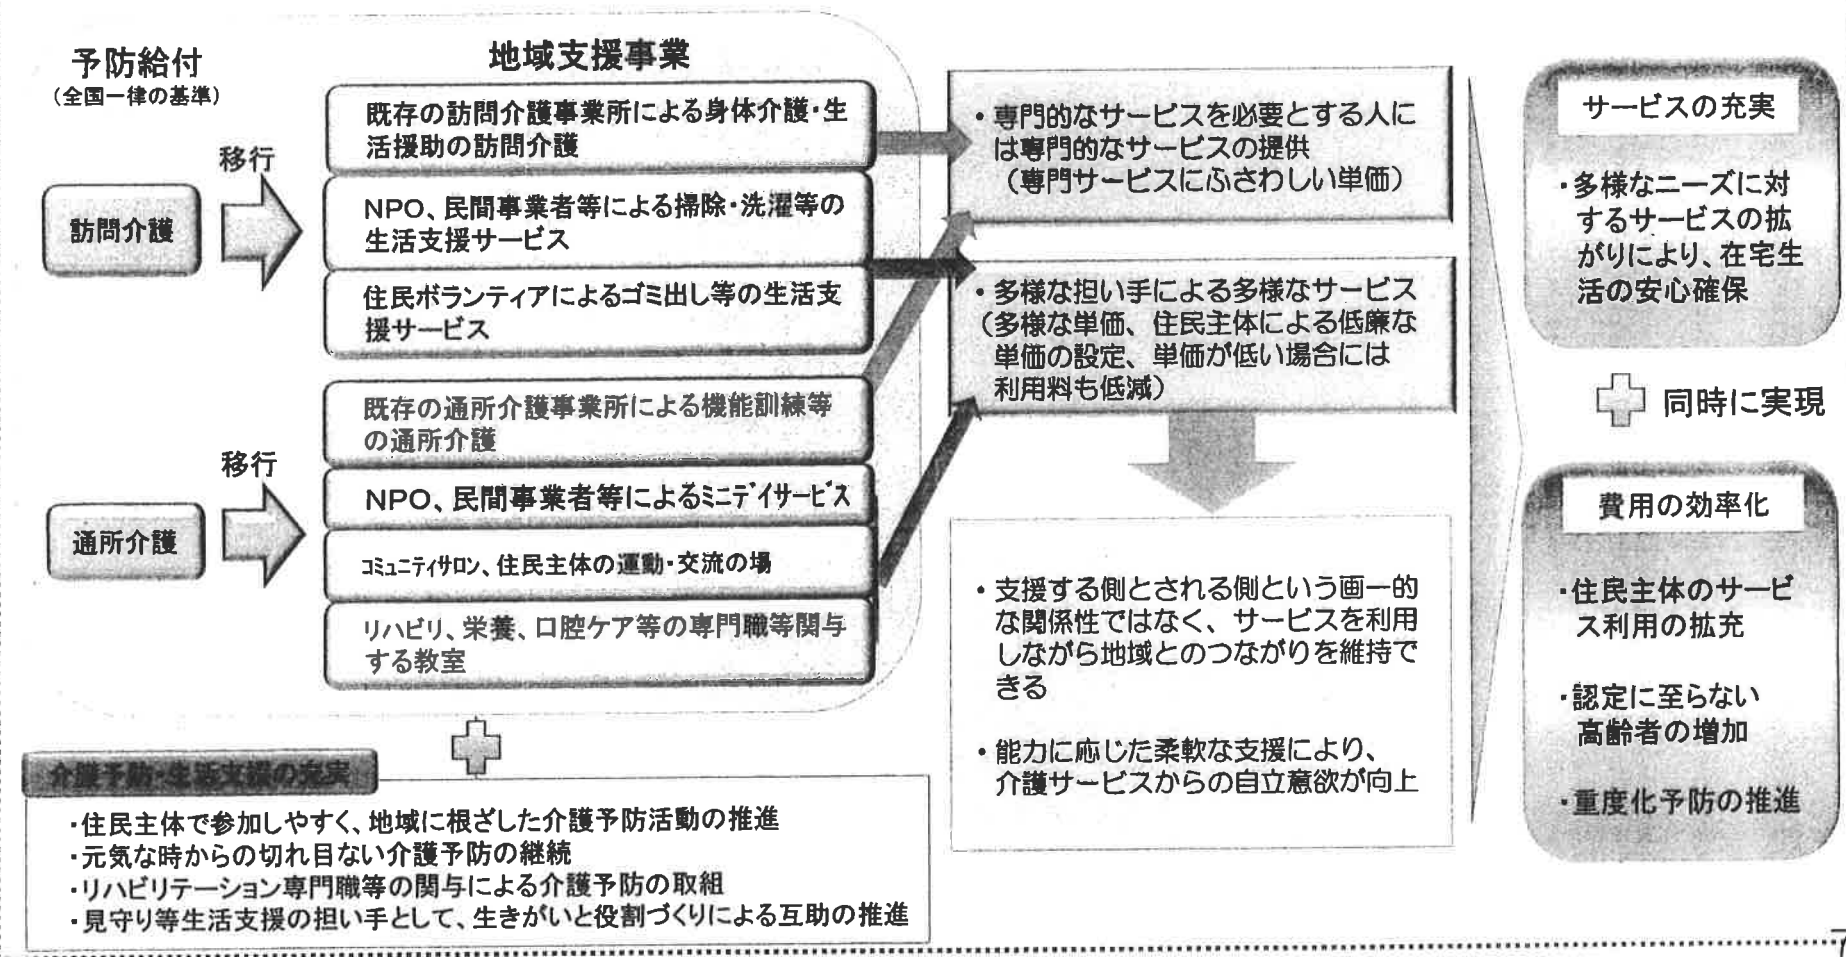 予防給付
(全国一律の基準)
地域支援事業
移行
訪問介護
既存の訪問介護事業所による身体介護・生
活援助の訪問介護
NPO、民間事業者等による掃除・洗濯等の
生活支援サービス
住民ボランティアによるゴミ出し等の生活支
援サービス
移行
通所介護
既存の通所介護事業所による機能訓練等
の通所介護
NPO、民間事業者等によるミニデイサービス
コミュニティサロン、住民主体の運動・交流の場
リハビリ、栄養、口腔ケア等の専門職等関与
する教室
介護予防・生活支援の充実
・住民主体で参加しやすく、地域に根ざした介護予防活動の推進
・元気な時からの切れ目ない介護予防の継続
・リハビリテーション専門職等の関与による介護予防の取組
・見守り等生活支援の担い手として、生きがいと役割づくりによる互助の推進
・専門的なサービスを必要とする人に
は専門的なサービスの提供
(専門サービスにふさわしい単価)
・多様な担い手による多様なサービス
(多様な単価、住民主体による低廉な
単価の設定、単価が低い場合には
利用料も低減)
・支援する側とされる側という画一的
な関係性ではなく、サービスを利用
しながら地域とのつながりを維持で
きる
・能力に応じた柔軟な支援により、
介護サービスからの自立意欲が向上
サービスの充実
・多様なニーズに対
するサービスの拡
がりにより、在宅生
活の安心確保
同時に実現
費用の効率化
・住民主体のサービ
ス利用の拡充
・認定に至らない
高齢者の増加
・重度化予防の推進
7